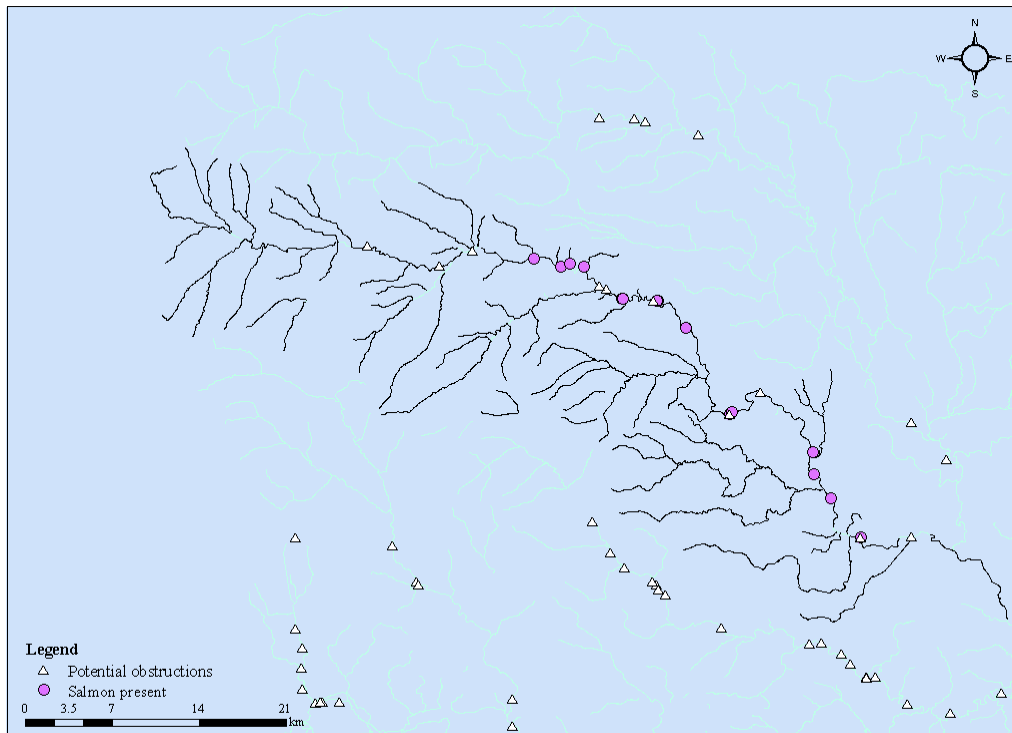 N
W E
S
Legend
Potential obstructions
Salmon present
0 3.5 7 14 21
km